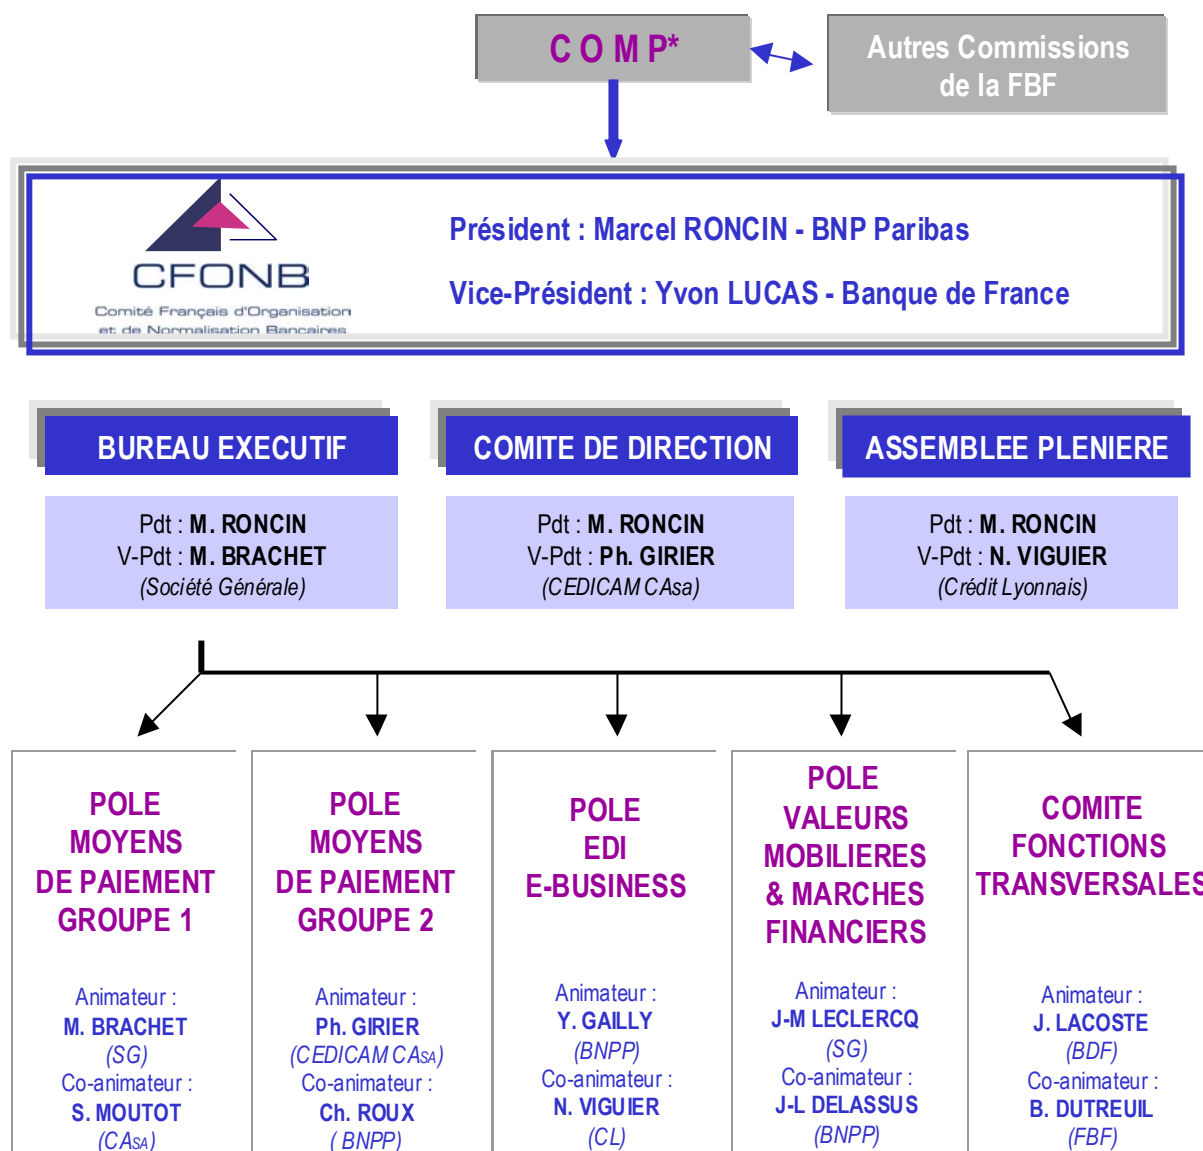 C O M P*
Autres Commissions
de la FBF
CFONB
Comité Français d'Organisation
et de Normalisation Bancaires
Président : Marcel RONCIN - BNP Paribas
Vice-Président : Yvon LUCAS - Banque de France
BUREAU EXECUTIF
Pdt : M. RONCIN
V-Pdt : M. BRACHET
(Société Générale)
COMITE DE DIRECTION
Pdt : M. RONCIN
V-Pdt : Ph. GIRIER
(CEDICAM CAsa)
ASSEMBLEE PLENIERE
Pdt : M. RONCIN
V-Pdt : N. VIGUIER
(Crédit Lyonnais)
POLE
MOYENS
DE PAIEMENT
GROUPE 1
Animateur :
M. BRACHET
(SG)
Co-animateur :
S. MOUTOT
(CASA)
POLE
MOYENS
DE PAIEMENT
GROUPE 2
Animateur :
Ph. GIRIER
(CEDICAM CASA)
Co-animateur :
Ch. ROUX
( BNPP)
POLE
EDI
E-BUSINESS
Animateur :
Y. GAILLY
(BNPP)
Co-animateur :
N. VIGUIER
(CL)
POLE
VALEURS
MOBILIERES
& MARCHES
FINANCIERS
Animateur :
J-M LECLERCQ
(SG)
Co-animateur :
J-L DELASSUS
(BNPP)
COMITE
FONCTIONS
TRANSVERSALES
Animateur :
J. LACOSTE
(BDF)
Co-animateur :
B. DUTREUIL
(FBF)